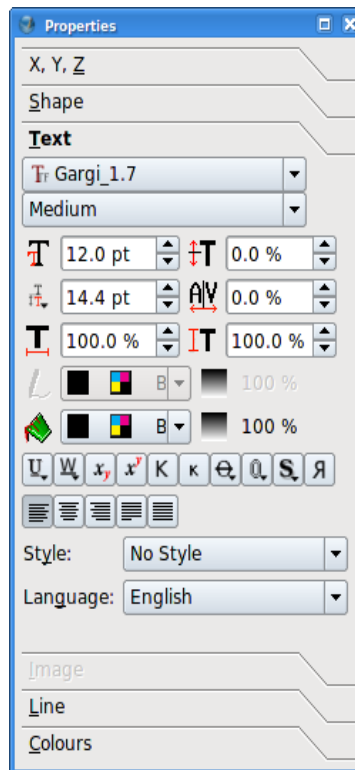 Properties
X, Y, Z
Shape
Text
Gargi_1.7
Medium
12.0 pt 0.0 %
14.4 pt 0.0 %
100.0 % 100.0 %
B 100 %
B 100 %
Style: No Style
Language: English
Image
Line
Colours